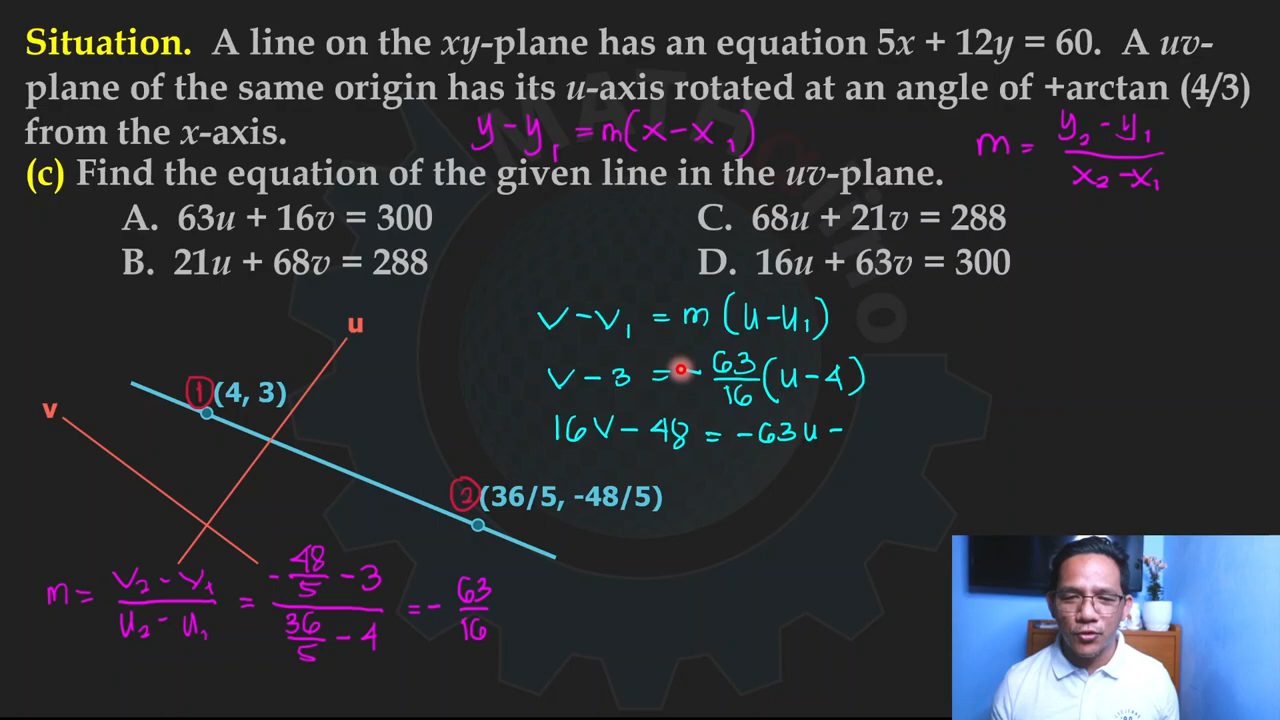 Situation. A line on the xy-plane has an equation 5x + 12y = 60. A uv-
plane of the same origin has its u-axis rotated at an angle of +arctan (4/3)
from the x-axis.
y - y₁ = m(x - x₁)
m = (y₂ - y₁)/(x₂ - x₁)
(c) Find the equation of the given line in the uv-plane.
A. 63u + 16v = 300
C. 68u + 21v = 288
B. 21u + 68v = 288
D. 16u + 63v = 300
v - v₁ = m(u - u₁)
v - 3 = - 63/16 (u - 4)
16v - 48 = -63u -
u
v
1 (4, 3)
2 (36/5, -48/5)
m = (v₂ - v₁)/(u₂ - u₁) = (-48/5 - 3)/(36/5 - 4) = - 63/16